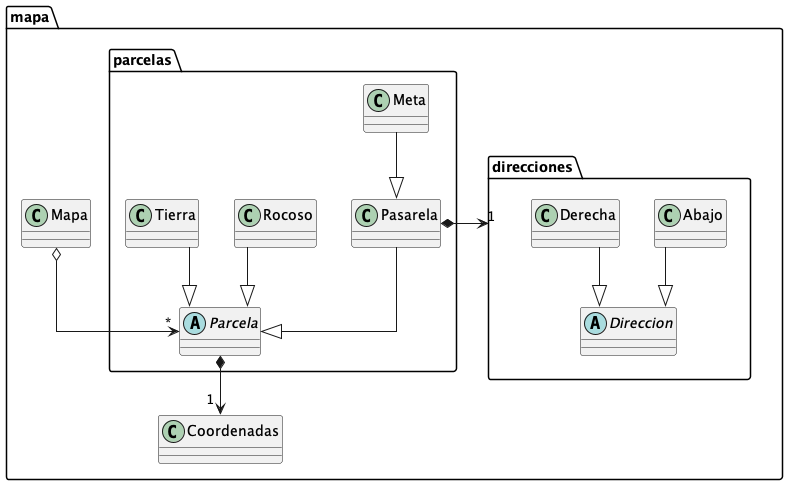 mapa
parcelas
C Meta
direcciones
C Mapa
C Tierra
C Rocoso
C Pasarela
1
C Derecha
C Abajo
*
A Parcela
A Direccion
1
C Coordenadas